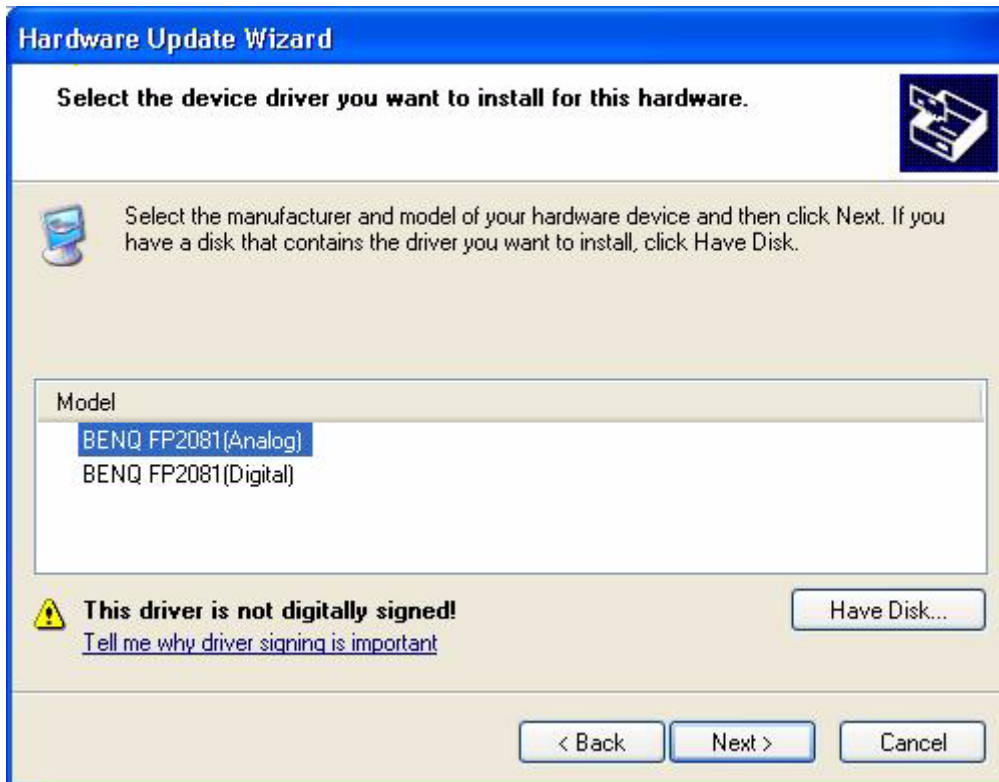 Hardware Update Wizard
Select the device driver you want to install for this hardware.
Select the manufacturer and model of your hardware device and then click Next. If you
have a disk that contains the driver you want to install, click Have Disk.
Model
BENQ FP2081(Analog)
BENQ FP2081(Digital)
This driver is not digitally signed!
Have Disk...
Tell me why driver signing is important
< Back
Next >
Cancel